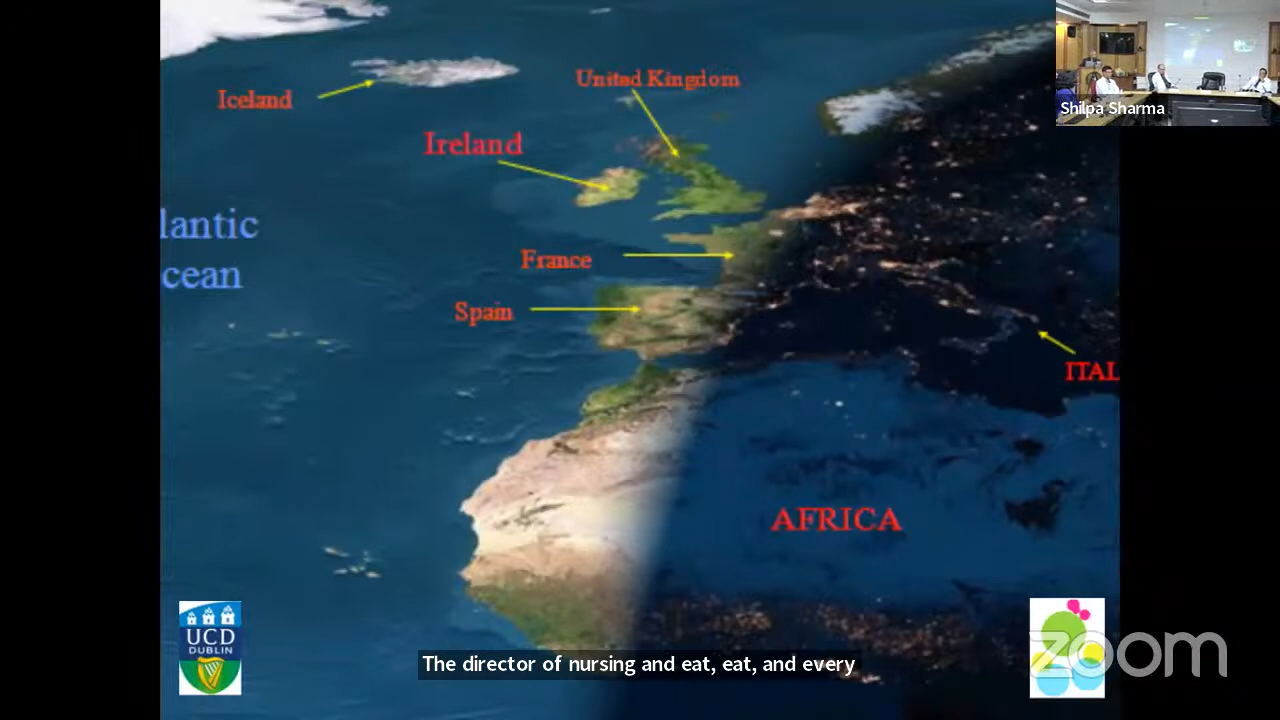 Iceland
United Kingdom
Shilpa Sharma
Ireland
lantic
cean
France
Spain
ITAL
AFRICA
UCD
DUBLIN
zoom
The director of nursing and eat, eat, and every